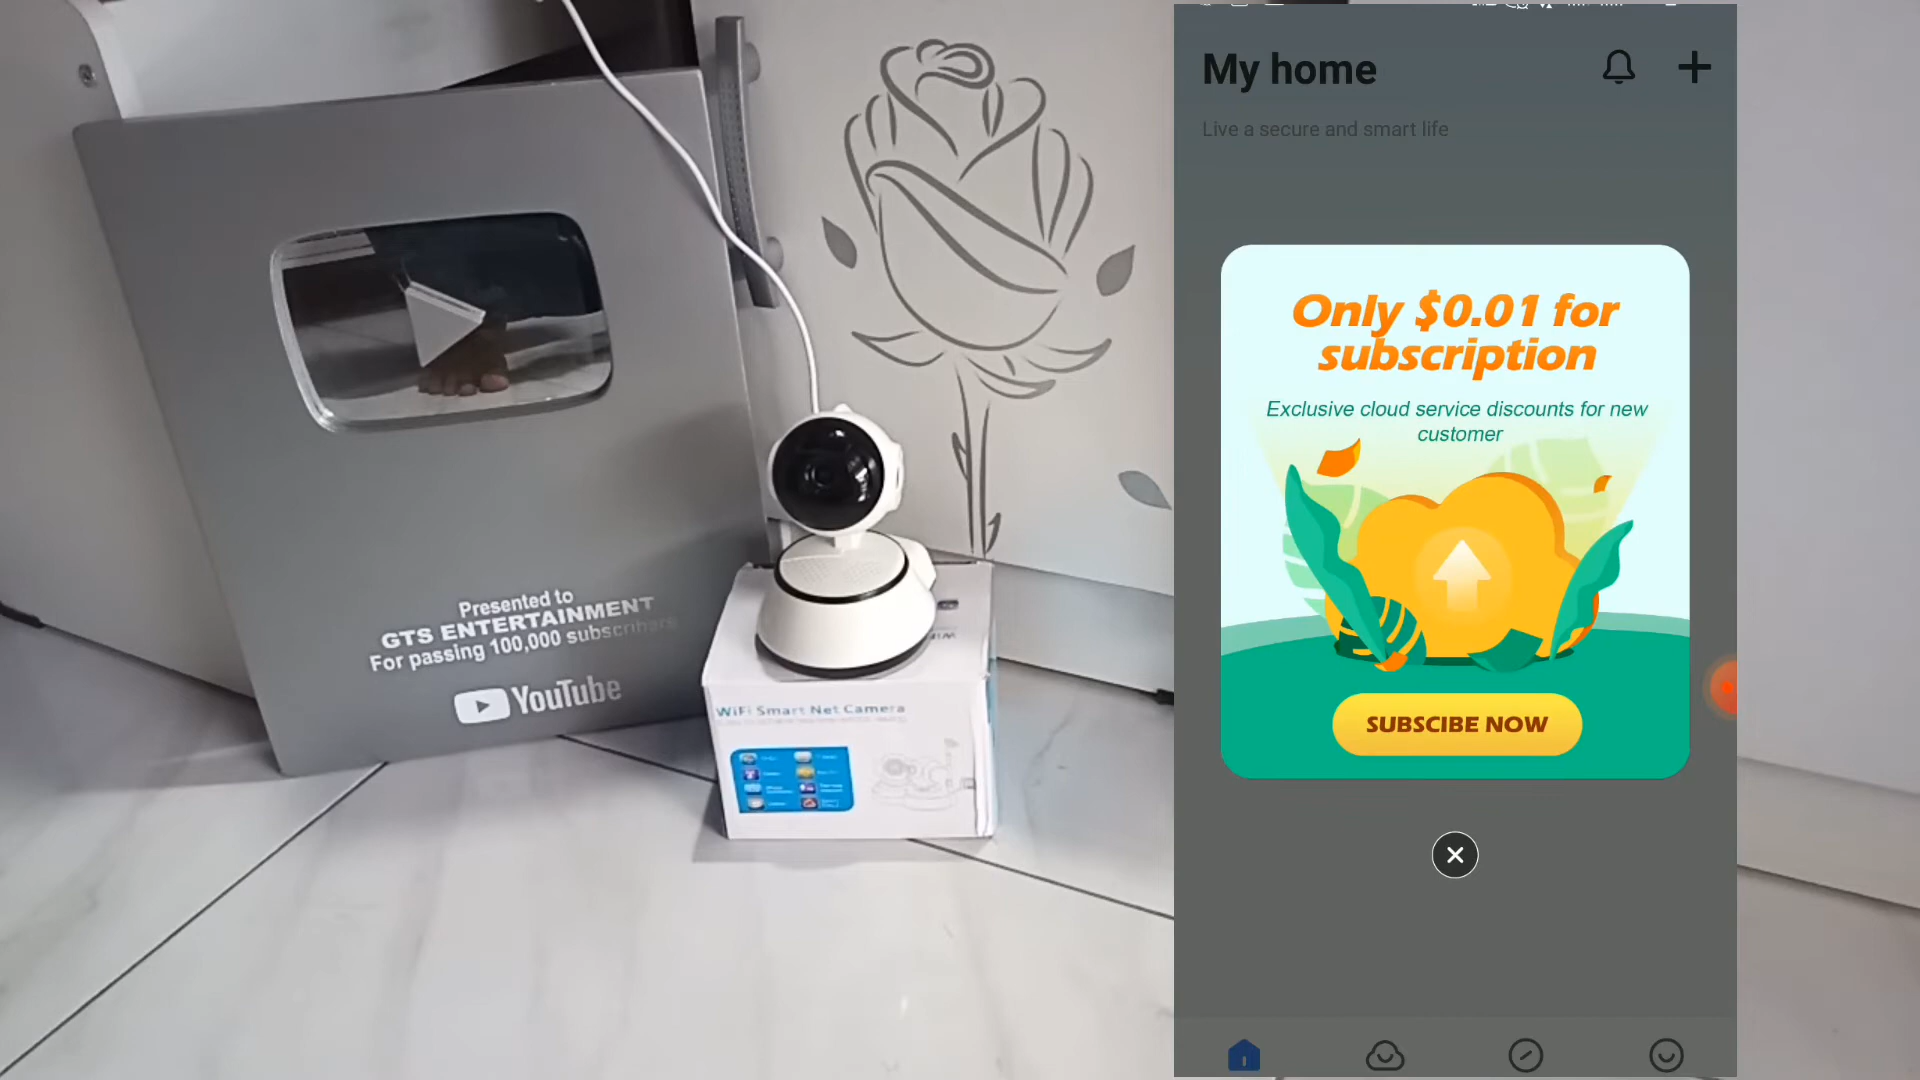 Presented to
GTS ENTERTAINMENT
For passing 100,000 subscribers
YouTube
WiFi Smart Net Camera
My home
Live a secure and smart life
Only $0.01 for
subscription
Exclusive cloud service discounts for new
customer
SUBSCIBE NOW